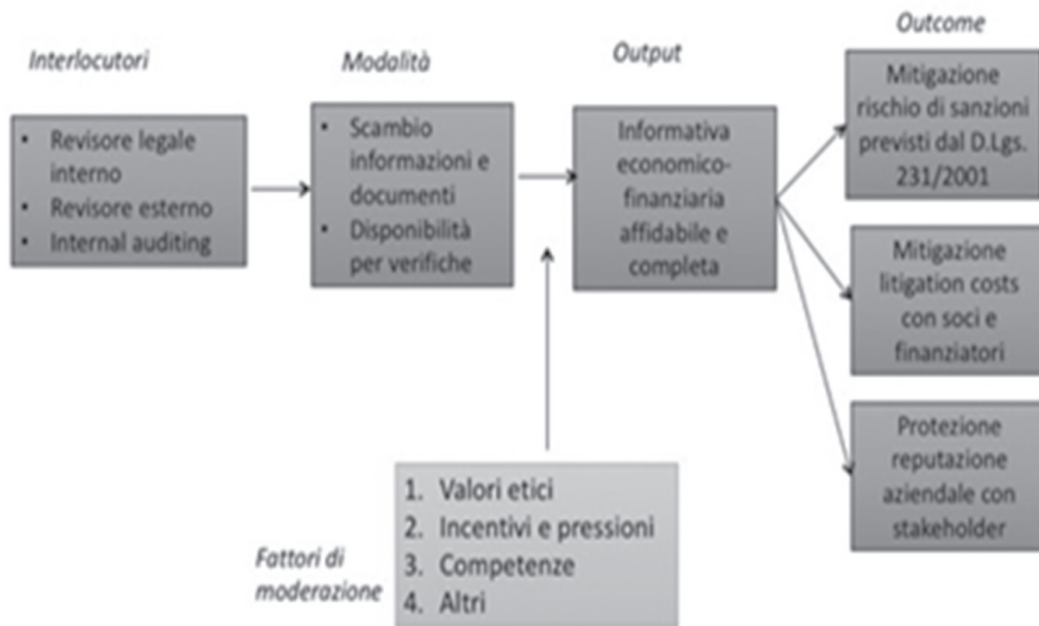 Interlocutori
▪ Revisore legale
interno
▪ Revisore esterno
▪ Internal auditing
Modalità
▪ Scambio
informazioni e
documenti
▪ Disponibilità
per verifiche
Output
Informativa
economico-
finanziaria
affidabile e
completa
Outcome
Mitigazione
rischio di sanzioni
previsti dal D.Lgs.
231/2001
Mitigazione
litigation costs
con soci e
finanziatori
Protezione
reputazione
aziendale con
stakeholder
Fattori di
moderazione
1. Valori etici
2. Incentivi e pressioni
3. Competenze
4. Altri